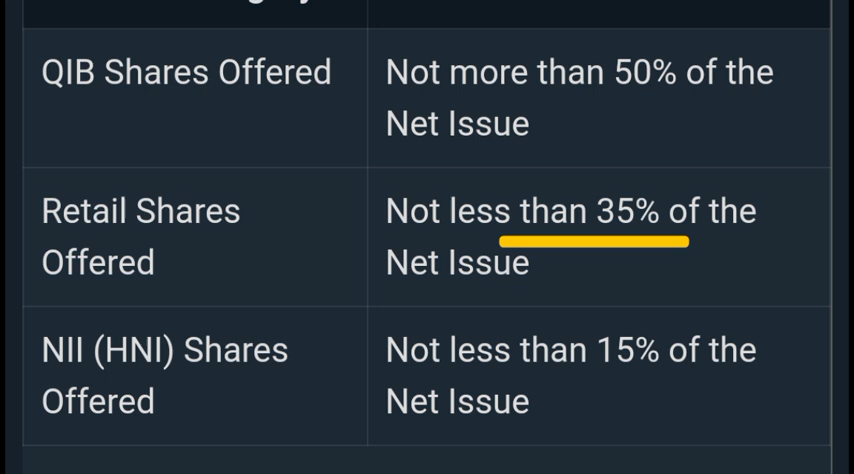 QIB Shares Offered
Not more than 50% of the
Net Issue
Retail Shares
Offered
Not less than 35% of the
Net Issue
NII (HNI) Shares
Offered
Not less than 15% of the
Net Issue